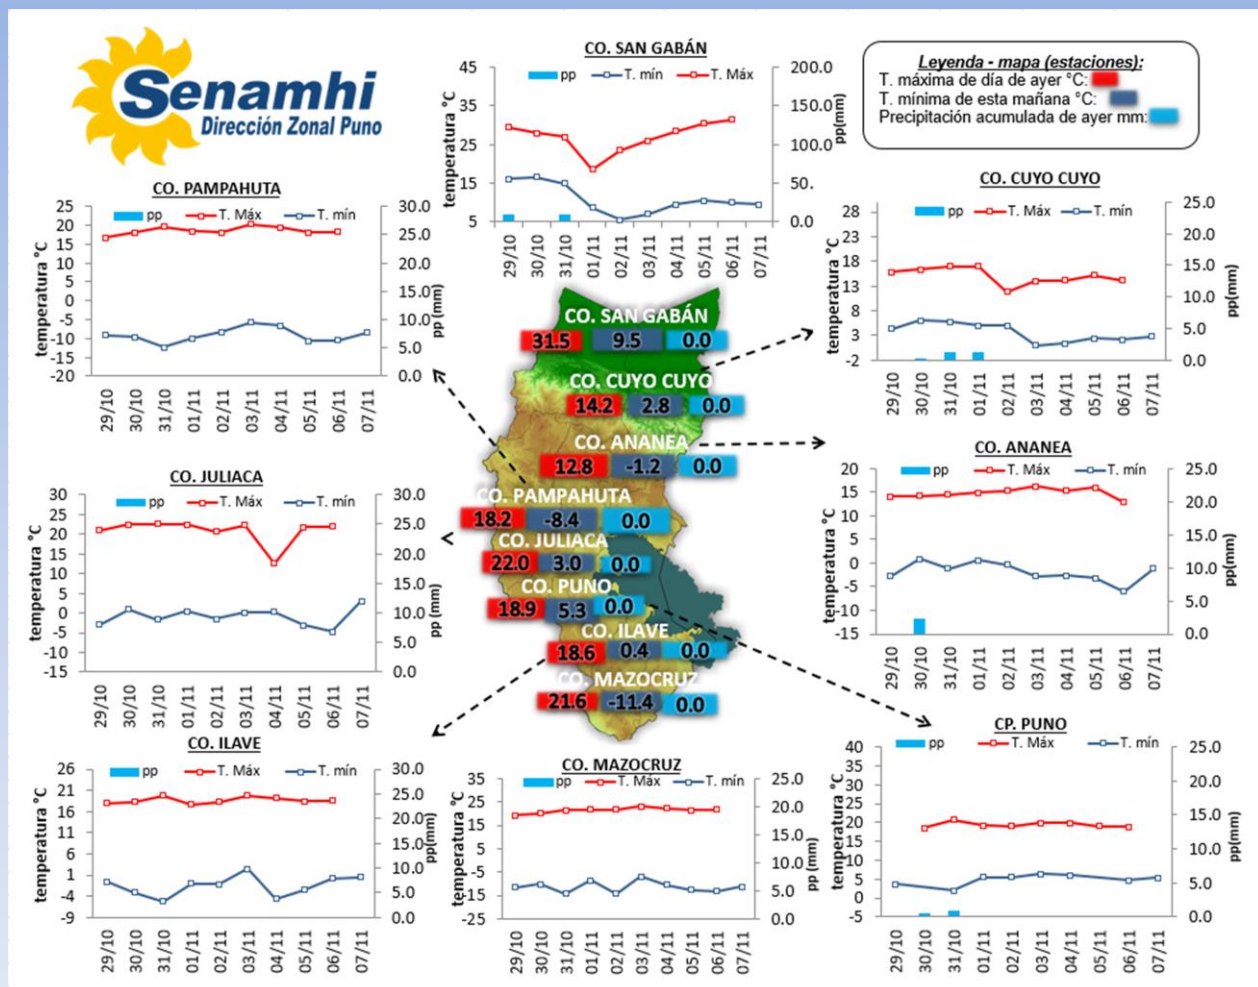 Senamhi
Dirección Zonal Puno
Leyenda - mapa (estaciones):
T. máxima de día de ayer °C:
T. mínima de esta mañana °C:
Precipitación acumulada de ayer mm:
CO. SAN GABÁN
pp T. mín T. Máx
temperatura °C
45
35
25
15
5
200.0
150.0
100.0
50.
0.0
pp(mm)
29/10 30/10 31/10 01/11 02/11 03/11 04/11 05/11 06/11 07/11
CO. PAMPAHUTA
pp T. Máx T. mín
temperatura °C
25
20
15
10
5
0
-5
-10
-15
-20
30.0
25.0
20.0
15.0
10.0
5.0
0.0
pp(mm)
29/10 30/10 31/10 01/11 02/11 03/11 04/11 05/11 06/11 07/11
CO. CUYO CUYO
pp T. Máx T. mín
temperatura °C
28
23
18
13
8
3
-2
25.0
20.0
15.0
10.0
5.0
0.0
pp(mm)
29/10 30/10 31/10 01/11 02/11 03/11 04/11 05/11 06/11 07/11
CO. SAN GABÁN
31.5 9.5 0.0
CO. CUYO CUYO
14.2 2.8 0.0
CO. ANANEA
12.8 -1.2 0.0
CO. PAMPAHUTA
18.2 -8.4 0.0
CO. JULIACA
22.0 3.0 0.0
CO. PUNO
18.9 5.3 0.0
CO. ILAVE
18.6 0.4 0.0
CO. MAZOCRUZ
21.6 -11.4 0.0
CO. JULIACA
pp T. Máx T. mín
temperatura °C
30
25
20
15
10
5
0
-5
-10
-15
30.0
25.0
20.0
15.0
10.0
5.0
0.0
pp (mm)
29/10 30/10 31/10 01/11 02/11 03/11 04/11 05/11 06/11 07/11
CO. ANANEA
pp T. Máx T. mín
temperatura °C
20
15
10
5
0
-5
-10
-15
25.0
20.0
15.0
10.0
5.0
0.0
pp(mm)
29/10 30/10 31/10 01/11 02/11 03/11 04/11 05/11 06/11 07/11
CO. ILAVE
pp T. Máx T. mín
temperatura °C
26
21
16
11
6
1
-4
-9
30.0
25.0
20.0
15.0
10.0
5.0
0.0
pp(mm)
29/10 30/10 31/10 01/11 02/11 03/11 04/11 05/11 06/11 07/11
CO. MAZOCRUZ
pp T. Máx T. mín
temperatura °C
35
25
15
5
-5
-15
-25
25.0
20.0
15.0
10.0
5.0
0.0
pp (mm)
29/10 30/10 31/10 01/11 02/11 03/11 04/11 05/11 06/11 07/11
CP. PUNO
pp T. Máx T. mín
temperatura °C
40
35
30
25
20
15
10
5
0
-5
25.0
20.0
15.0
10.0
5.0
0.0
pp(mm)
29/10 30/10 31/10 01/11 02/11 03/11 04/11 05/11 06/11 07/11